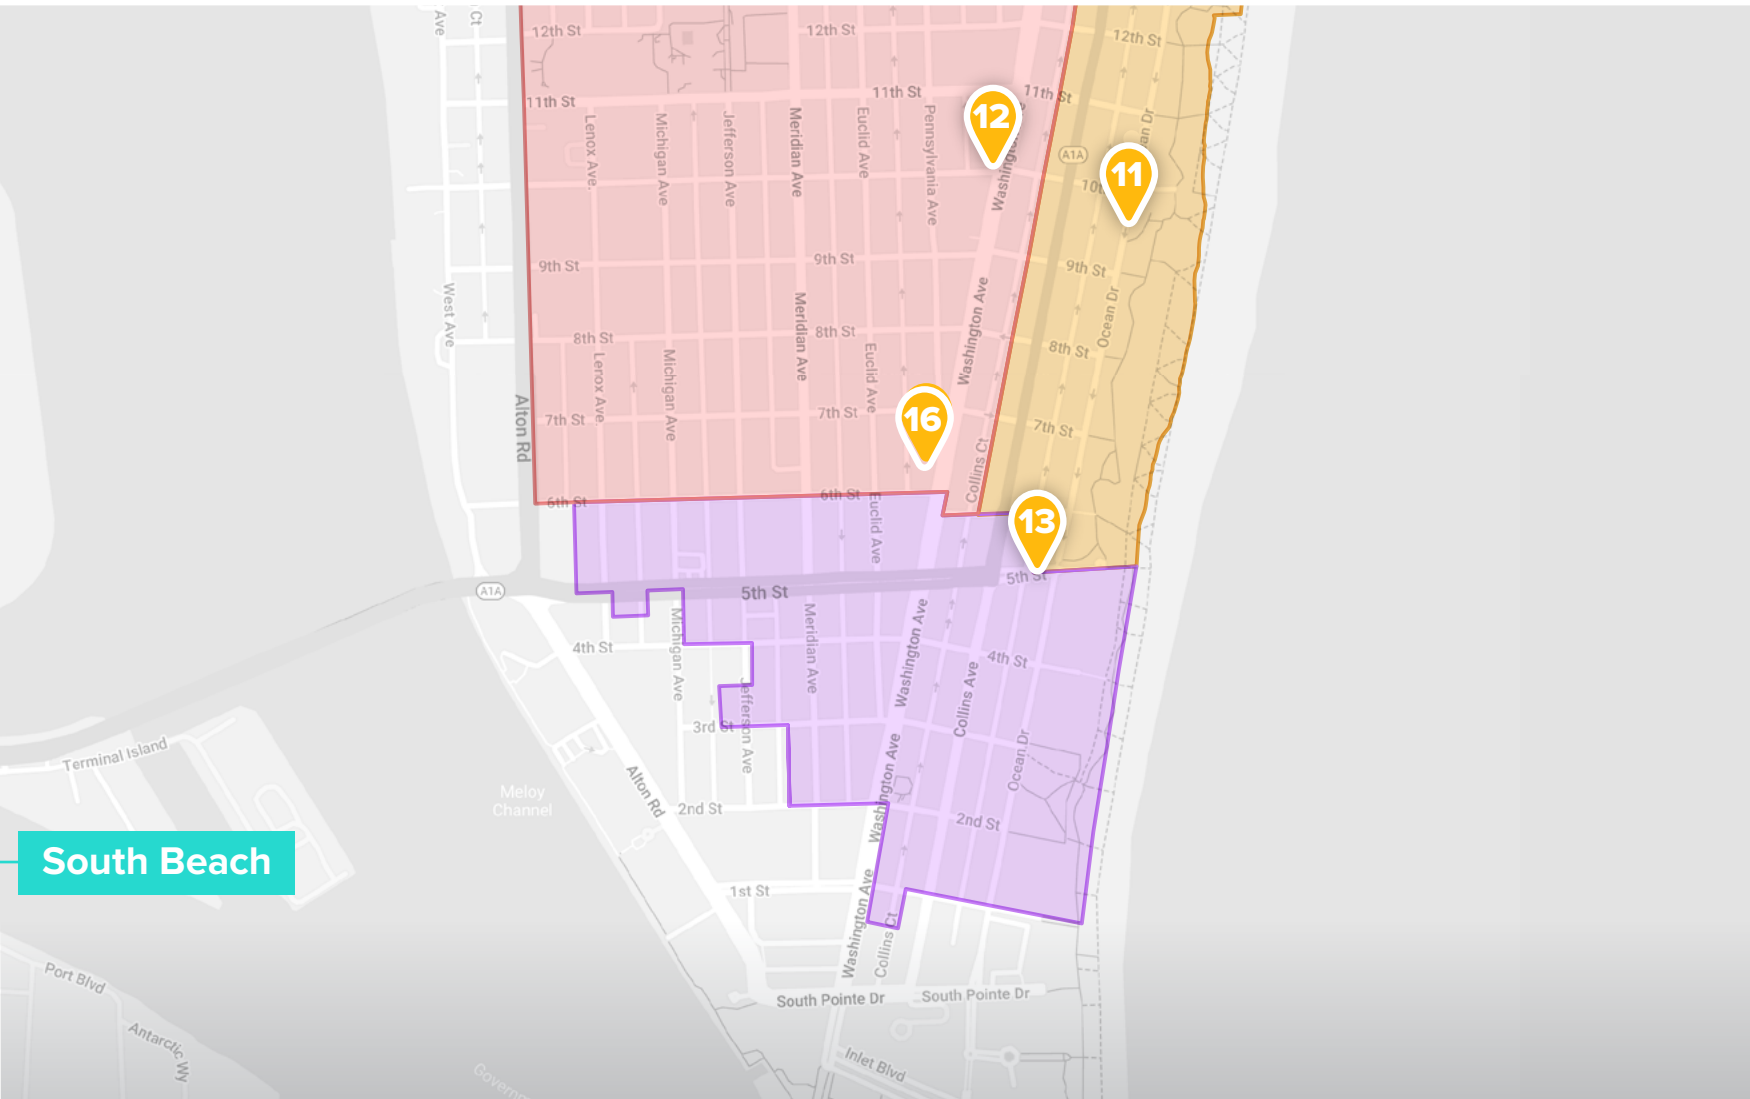 Ave
Ct
12th St
12th St
12th St
11th St
11th St
11th St
12
Lenox Ave
Michigan Ave
Jefferson Ave
Meridian Ave
Euclid Ave
Pennsylvania Ave
Washington
A1A
11
9th St
9th St
9th St
West Ave
Meridian Ave
Washington Ave
Ocean Dr
8th St
8th St
8th St
Lenox Ave
Michigan Ave
Euclid Ave
Alton Rd
7th St
7th St
7th St
16
Collins Ct
6th St
6th St
Euclid Ave
13
A1A
5th St
5th St
Michigan Ave
Meridian Ave
Washington Ave
4th St
4th St
Collins Ave
Jefferson Ave
3rd St
Terminal Island
Washington Ave
Ocean Dr
Meloy
Channel
Alton Rd
2nd St
2nd St
South Beach
1st St
Washington Ave
Collins Ct
Port Blvd
South Pointe Dr
South Pointe Dr
Antarctic Wy
Inlet Blvd